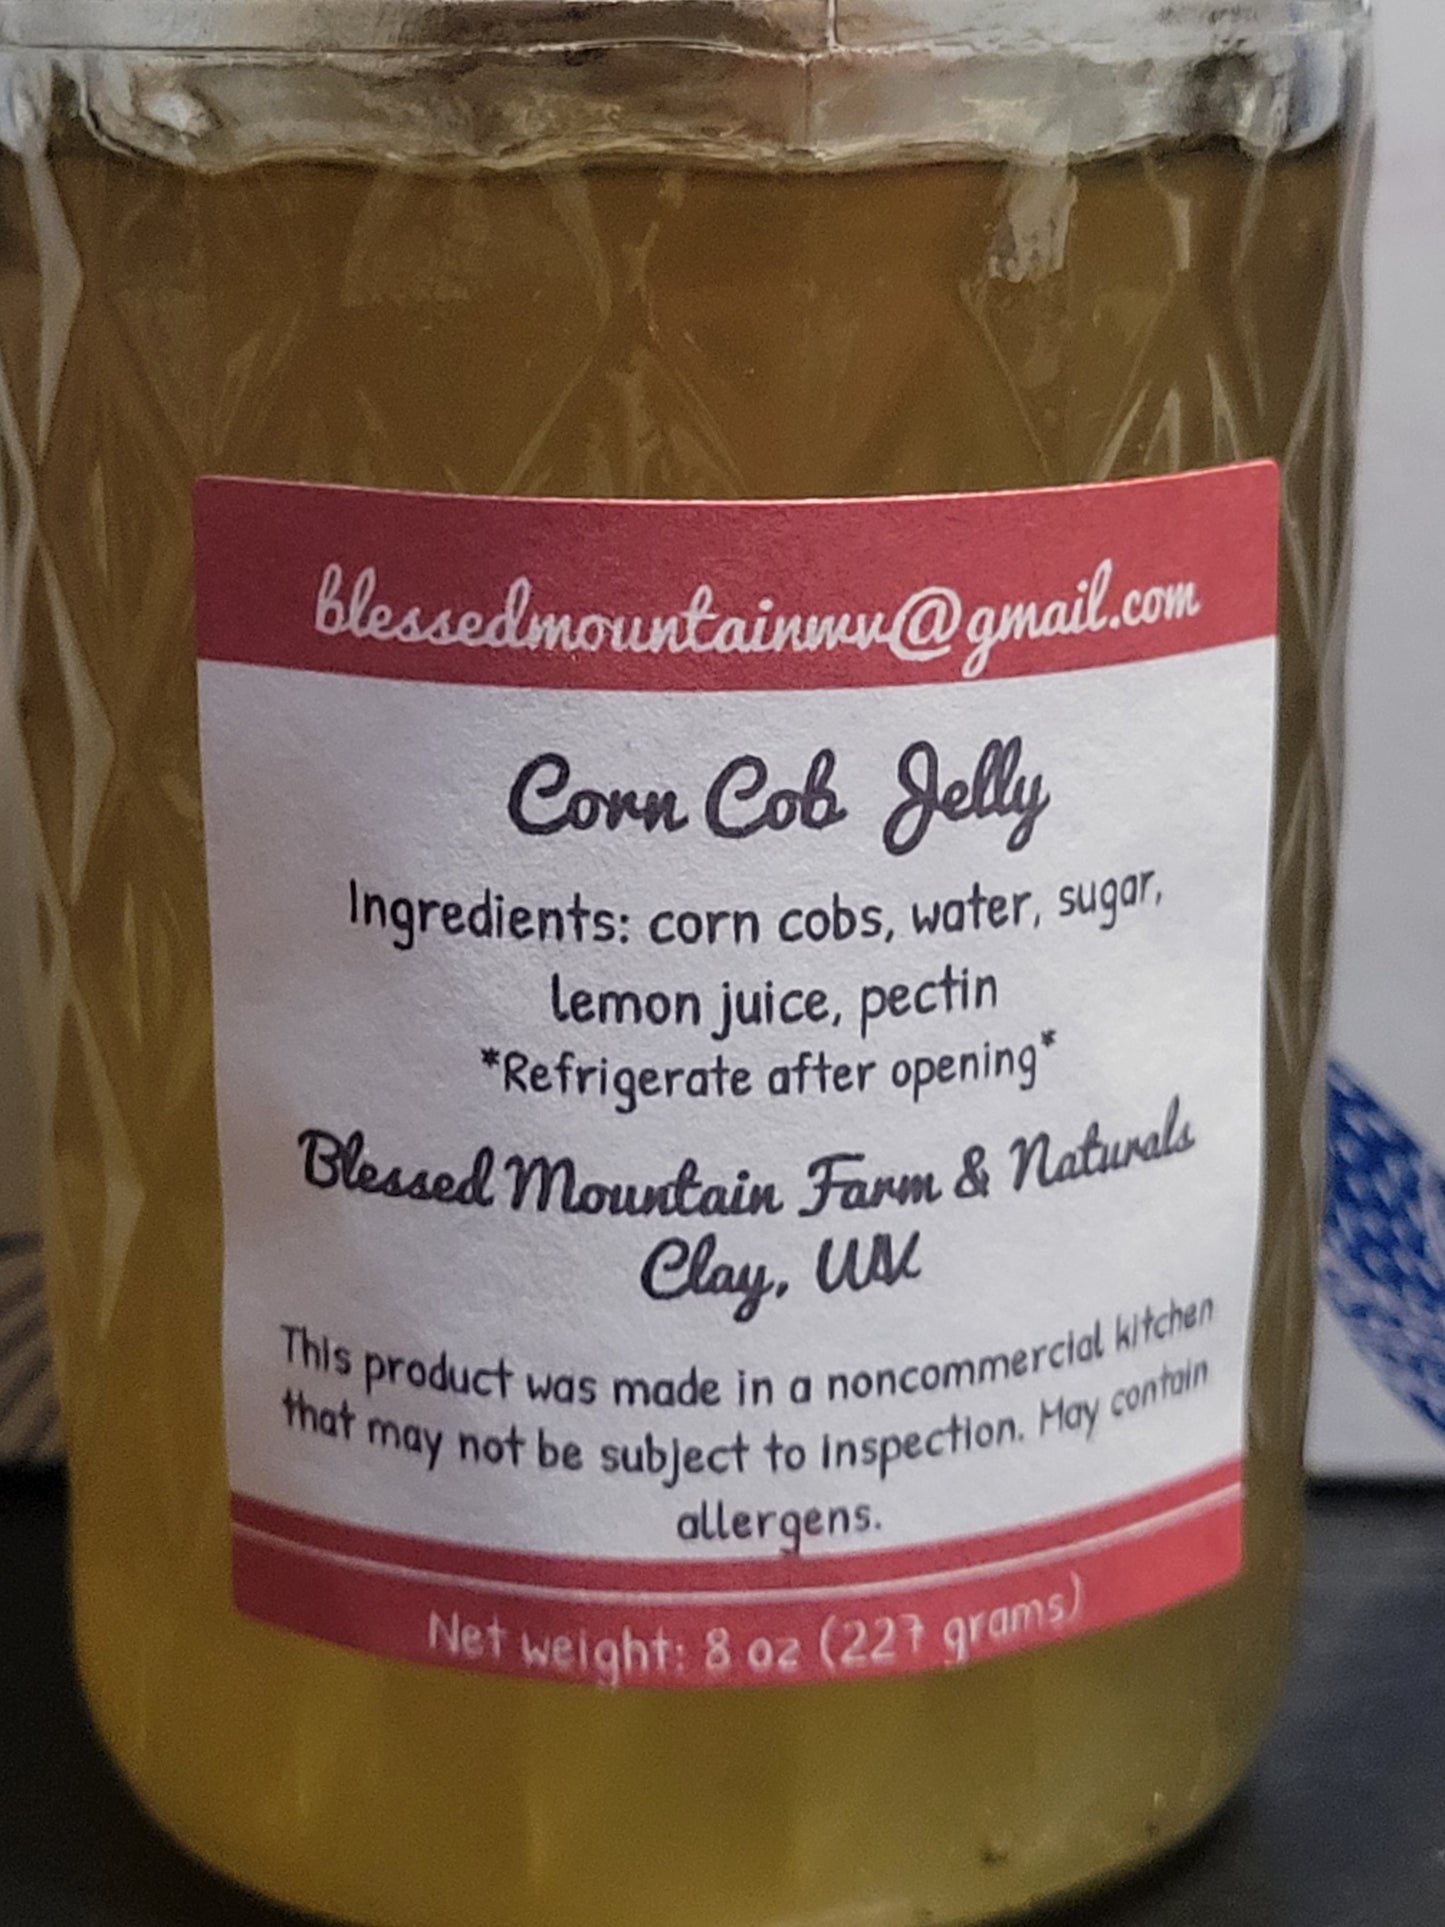 blessedmountainwv@gmail.com
Corn Cob Jelly
Ingredients: corn cobs, water, sugar,
lemon juice, pectin
*Refrigerate after opening*
Blessed Mountain Farm & Naturals
Clay, WV
This product was made in a noncommercial kitchen
that may not be subject to inspection. May contain
allergens.
Net weight: 8 oz (227 grams)